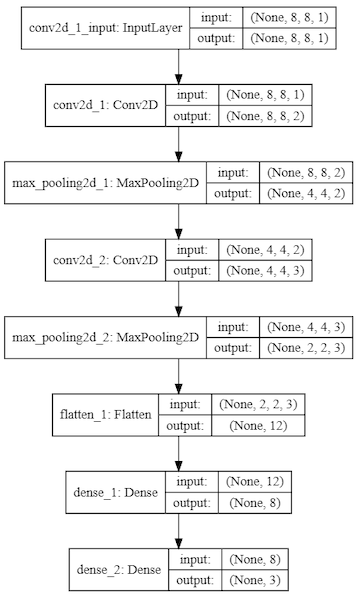 conv2d_1_input: InputLayer
input: (None, 8, 8, 1)
output: (None, 8, 8, 1)
conv2d_1: Conv2D
input: (None, 8, 8, 1)
output: (None, 8, 8, 2)
max_pooling2d_1: MaxPooling2D
input: (None, 8, 8, 2)
output: (None, 4, 4, 2)
conv2d_2: Conv2D
input: (None, 4, 4, 2)
output: (None, 4, 4, 3)
max_pooling2d_2: MaxPooling2D
input: (None, 4, 4, 3)
output: (None, 2, 2, 3)
flatten_1: Flatten
input: (None, 2, 2, 3)
output: (None, 12)
dense_1: Dense
input: (None, 12)
output: (None, 8)
dense_2: Dense
input: (None, 8)
output: (None, 3)